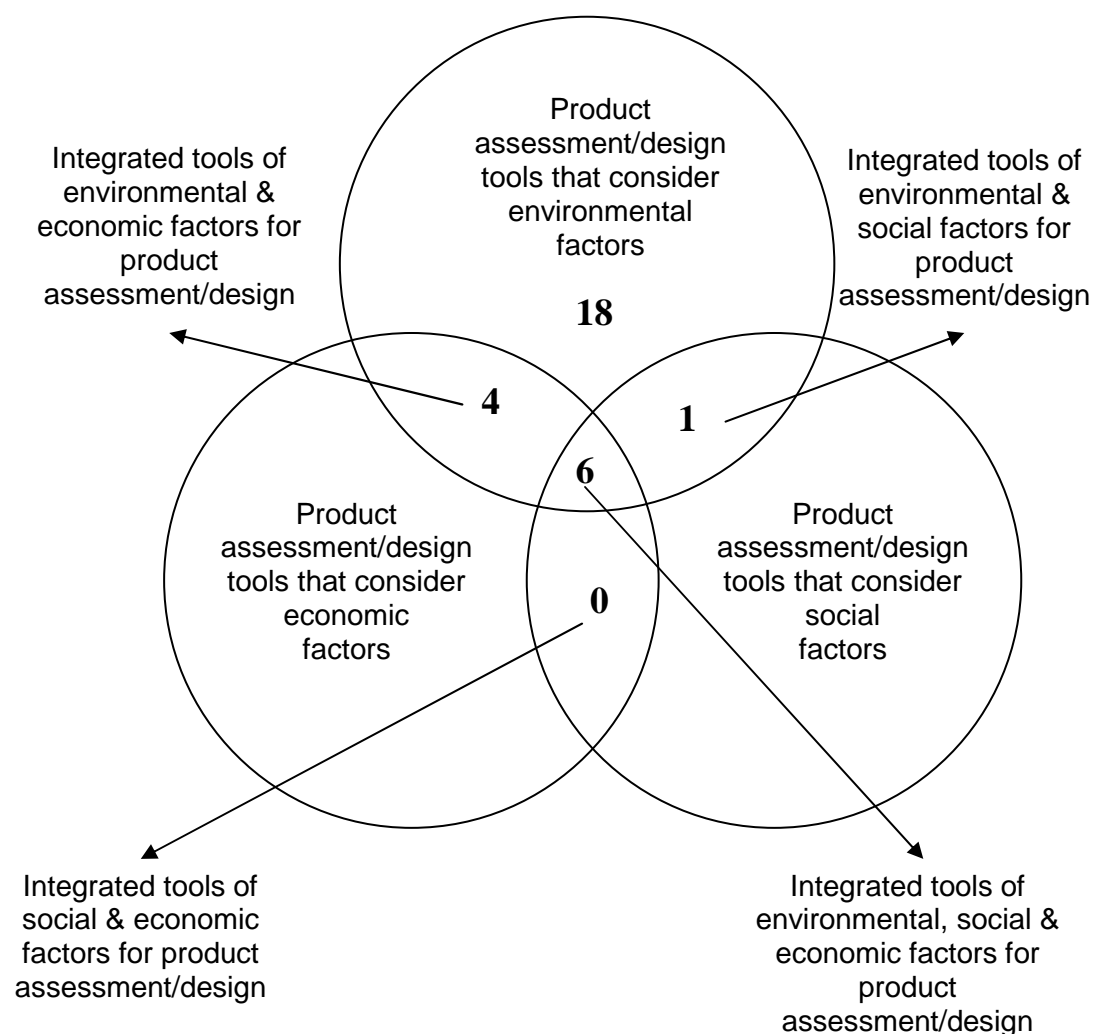 Product
assessment/design
tools that consider
environmental
factors
Integrated tools of
environmental &
economic factors for
product
assessment/design
Integrated tools of
environmental &
social factors for
product
assessment/design
18
4
1
6
Product
assessment/design
tools that consider
economic
factors
Product
assessment/design
tools that consider
social
factors
0
Integrated tools of
social & economic
factors for product
assessment/design
Integrated tools of
environmental, social &
economic factors for
product
assessment/design